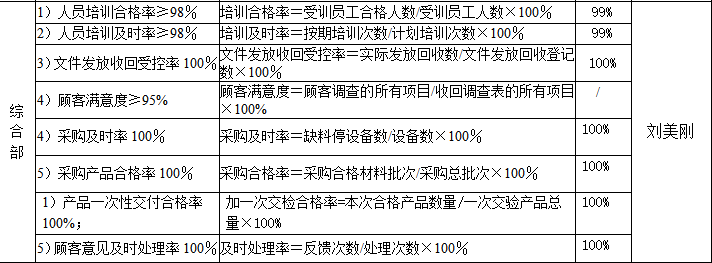 综合部
1）人员培训合格率≥98% 培训合格率＝受训员工合格人数/受训员工人数×100% 99%
2）人员培训及时率≥98% 培训及时率＝按期培训次数/计划培训次数×100% 99%
3)文件发放收回受控率 100% 文件发放收回受控率＝实际发放回收数/文件发放回收登记
数×100% 100%
4）顾客满意度≥95% 顾客满意度＝顾客调查的所有项目/收回调查表的所有项目
×100% /
4）采购及时率 100% 采购及时率＝缺料停设备数/设备数×100% 100%
5）采购产品合格率 100% 采购合格率＝采购合格材料批次/采购总批次×100% 100%
1）产品一次性交付合格率
100%； 加一次交检合格率=本次合格产品数量/一次交验产品总
量×100% 100%
5）顾客意见及时处理率 100% 及时处理率＝反馈次数/处理次数×100% 100%
刘美刚